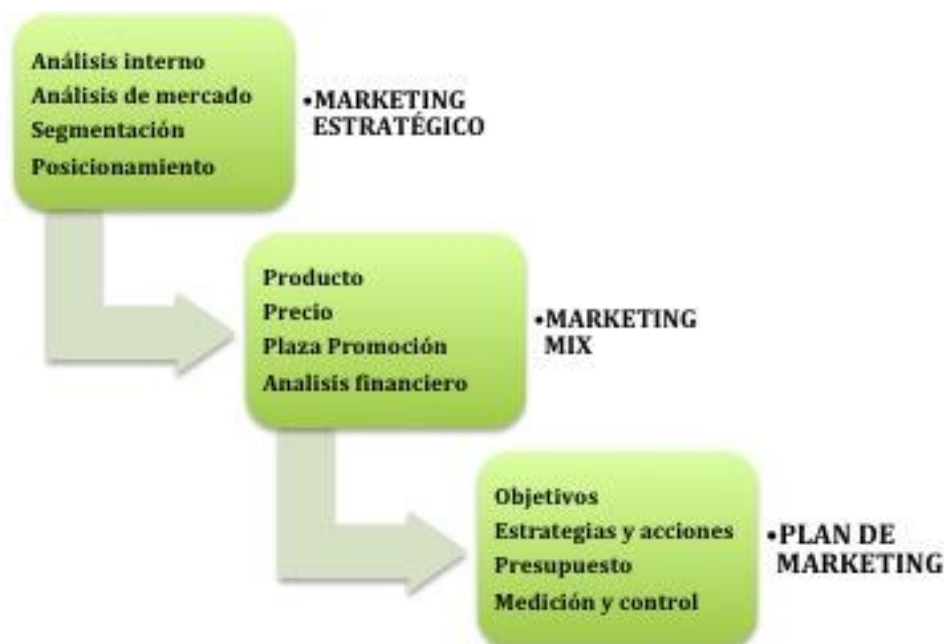 Análisis interno
Análisis de mercado
Segmentación
Posicionamiento
•MARKETING
ESTRATÉGICO
Producto
Precio
Plaza Promoción
Analisis financiero
•MARKETING
MIX
Objetivos
Estrategias y acciones
Presupuesto
Medición y control
•PLAN DE
MARKETING